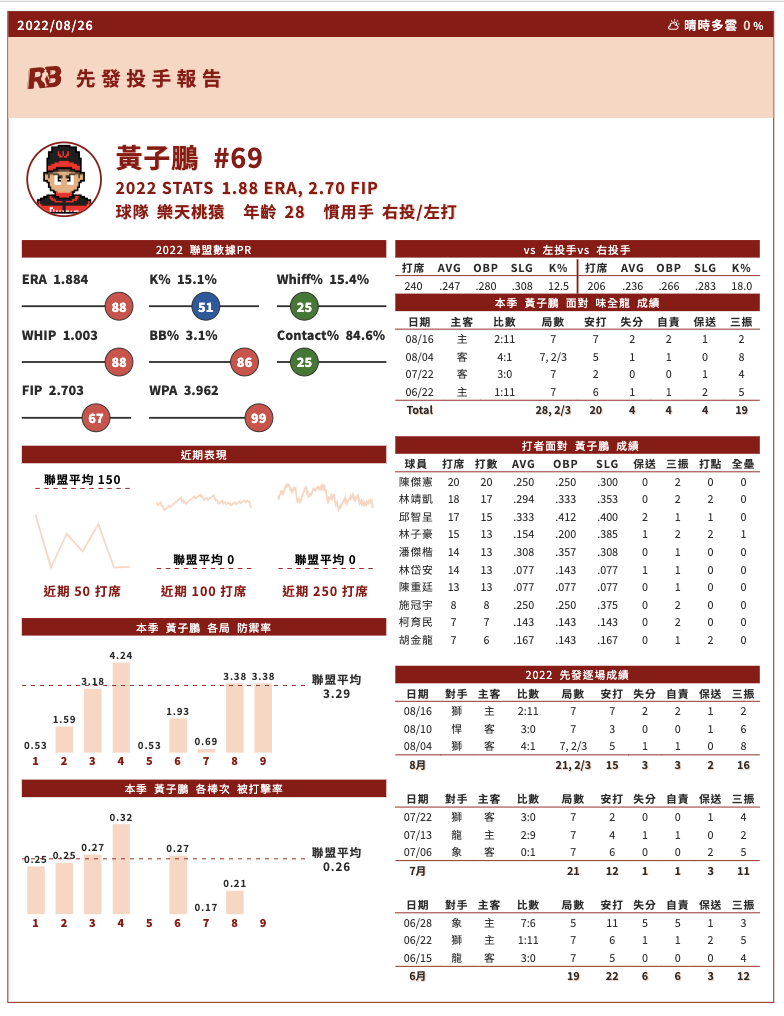 2022/08/26
晴時多雲 0 %
RB 先發投手報告
黃子鵬 #69
2022 STATS 1.88 ERA, 2.70 FIP
球隊 樂天桃猿 年齡 28 慣用手 右投/左打
2022 聯盟數據PR
ERA 1.884 K% 15.1% Whiff% 15.4%
88 51 25
WHIP 1.003 BB% 3.1% Contact% 84.6%
88 86 25
FIP 2.703 WPA 3.962
67 99
近期表現
聯盟平均 150
聯盟平均 0 聯盟平均 0
近期 50 打席 近期 100 打席 近期 250 打席
本季 黃子鵬 各局 防禦率
4.24
3.18 3.38 3.38
1.59 1.93
0.53 0.53 0.69
聯盟平均
3.29
1 2 3 4 5 6 7 8 9
本季 黃子鵬 各棒次 被打擊率
0.32
0.25 0.25 0.27 0.27
0.17 0.21
聯盟平均
0.26
1 2 3 4 5 6 7 8 9
vs 左投手vs 右投手
打席 AVG OBP SLG K% 打席 AVG OBP SLG K%
240 .247 .280 .308 12.5 206 .236 .266 .283 18.0
本季 黃子鵬 面對 味全龍 成績
日期 主客 比數 局數 安打 失分 自責 保送 三振
08/16 主 2:11 7 7 2 2 1 2
08/04 客 4:1 7, 2/3 5 1 1 0 8
07/22 客 3:0 7 2 0 0 1 4
06/22 主 1:11 7 6 1 1 2 5
Total 28, 2/3 20 4 4 4 19
打者面對 黃子鵬 成績
球員 打席 打數 AVG OBP SLG 保送 三振 打點 全壘
陳傑憲 20 20 .250 .250 .300 0 2 0 0
林靖凱 18 17 .294 .333 .353 0 2 2 0
邱智呈 17 15 .333 .412 .400 2 1 1 0
林子豪 15 13 .154 .200 .385 1 2 2 1
潘傑楷 14 13 .308 .357 .308 0 1 0 0
林岱安 14 13 .077 .143 .077 1 1 0 0
陳重廷 13 13 .077 .077 .077 0 1 0 0
施冠宇 8 8 .250 .250 .375 0 2 0 0
柯育民 7 7 .143 .143 .143 0 2 0 0
胡金龍 7 6 .167 .143 .167 0 1 2 0
2022 先發逐場成績
日期 對手 主客 比數 局數 安打 失分 自責 保送 三振
08/16 獅 主 2:11 7 7 2 2 1 2
08/10 悍 客 3:0 7 3 0 0 1 6
08/04 獅 客 4:1 7, 2/3 5 1 1 0 8
8月 21, 2/3 15 3 3 2 16
日期 對手 主客 比數 局數 安打 失分 自責 保送 三振
07/22 獅 客 3:0 7 2 0 0 1 4
07/13 龍 主 2:9 7 4 1 1 0 2
07/06 象 客 0:1 7 6 0 0 2 5
7月 21 12 1 1 3 11
日期 對手 主客 比數 局數 安打 失分 自責 保送 三振
06/28 象 主 7:6 5 11 5 5 1 3
06/22 獅 主 1:11 7 6 1 1 2 5
06/15 龍 客 3:0 7 5 0 0 0 4
6月 19 22 6 6 3 12